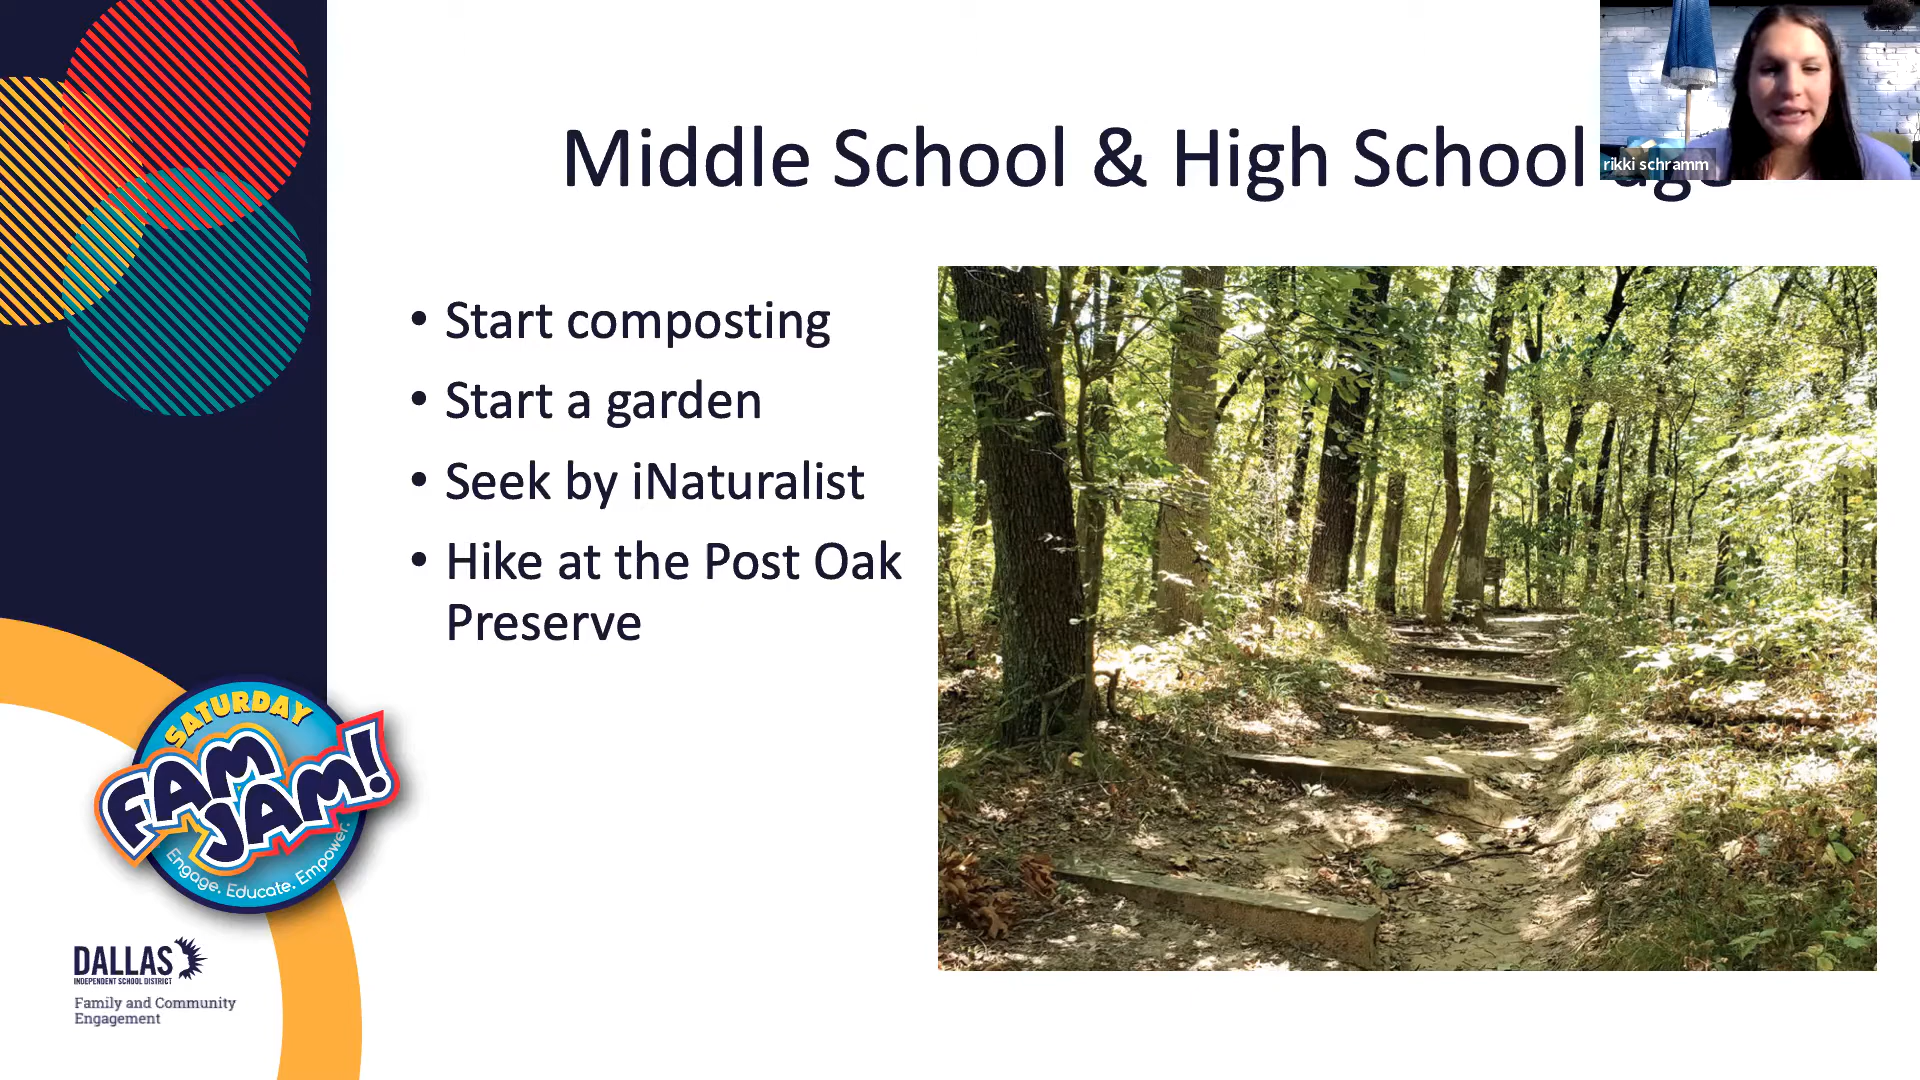 Middle School & High School age
rikki schramm
• Start composting
• Start a garden
• Seek by iNaturalist
• Hike at the Post Oak
Preserve
SATURDAY
FAM
JAM!
Engage. Educate. Empower.
DALLAS
INDEPENDENT SCHOOL DISTRICT
Family and Community
Engagement